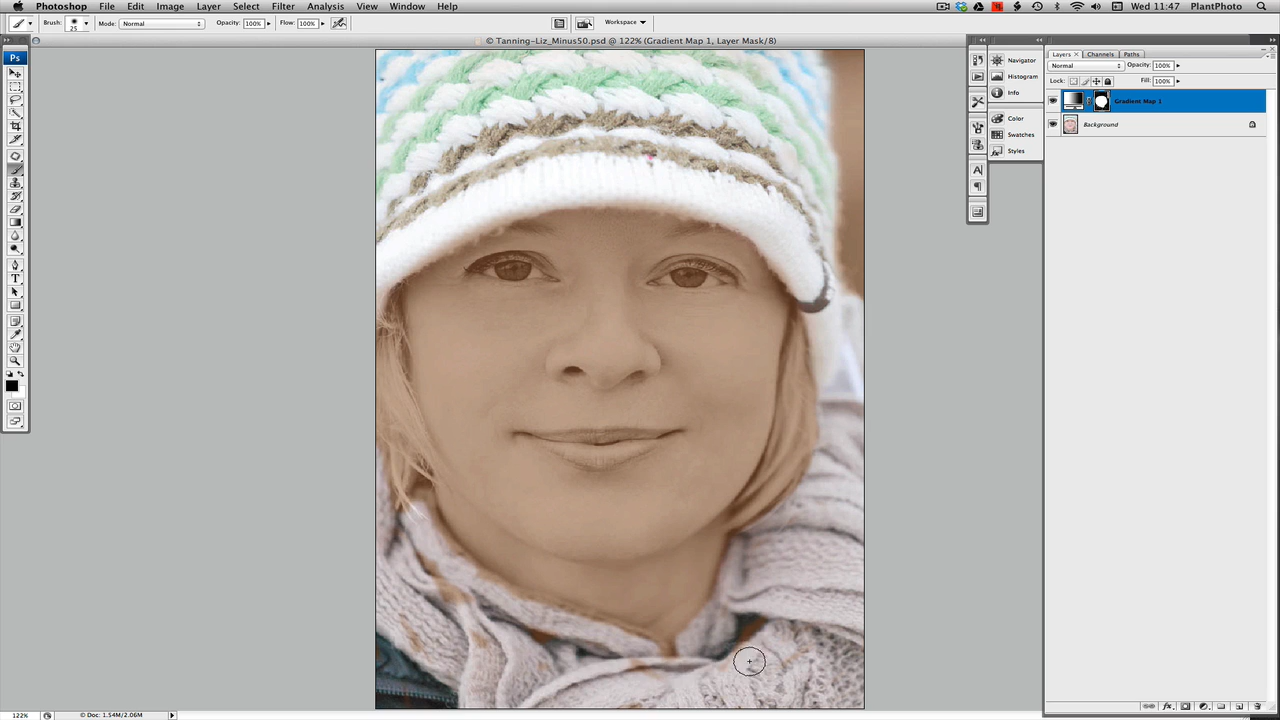 Photoshop File Edit Image Layer Select Filter Analysis View Window Help Wed 11:47 PlantPhoto
Brush: 25 Mode: Normal Opacity: 100% Flow: 100% Workspace
© Tanning-Liz_Minus50.psd @ 122% (Gradient Map 1, Layer Mask/8)
Ps
Navigator
Histogram
Info
Color
Swatches
Styles
Layers Channels Paths
Normal Opacity: 100%
Lock: Fill: 100%
Gradient Map 1
Background
122% © Doc: 1.54M/2.06M